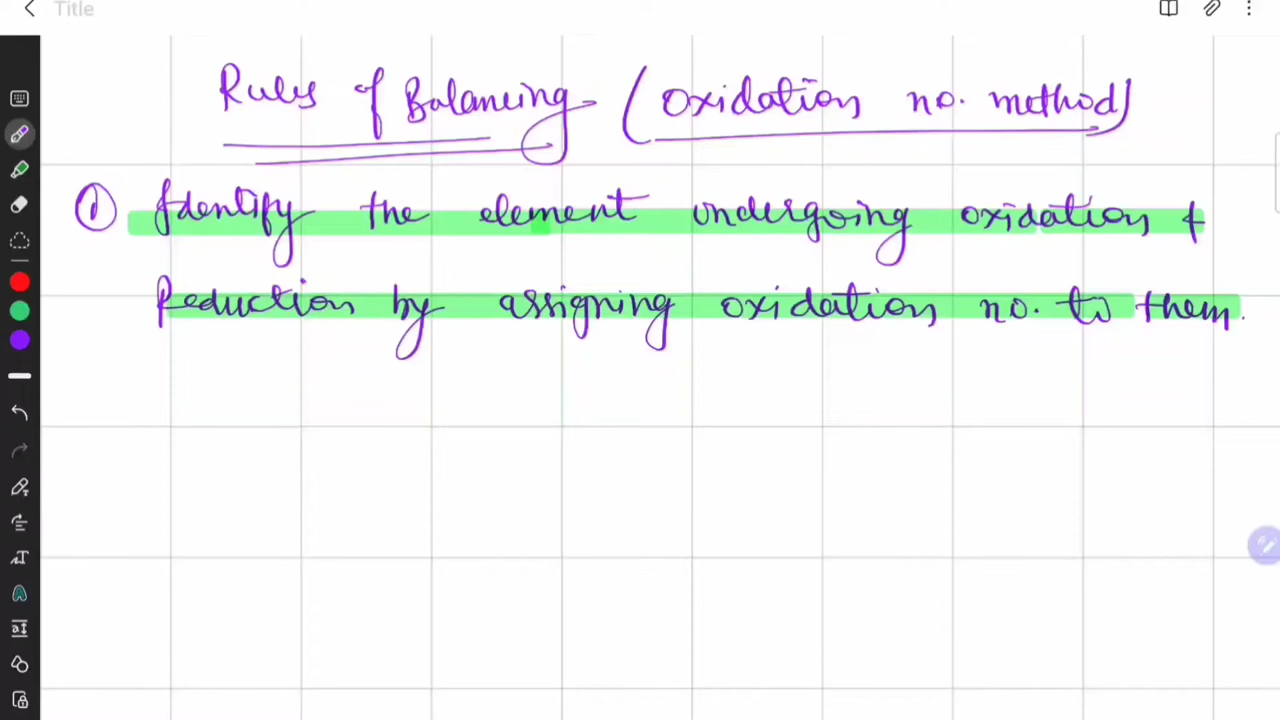 Title
Rules of Balancing (Oxidation no. method)
① Identify the element undergoing oxidation &
Reduction by assigning oxidation no. to them.